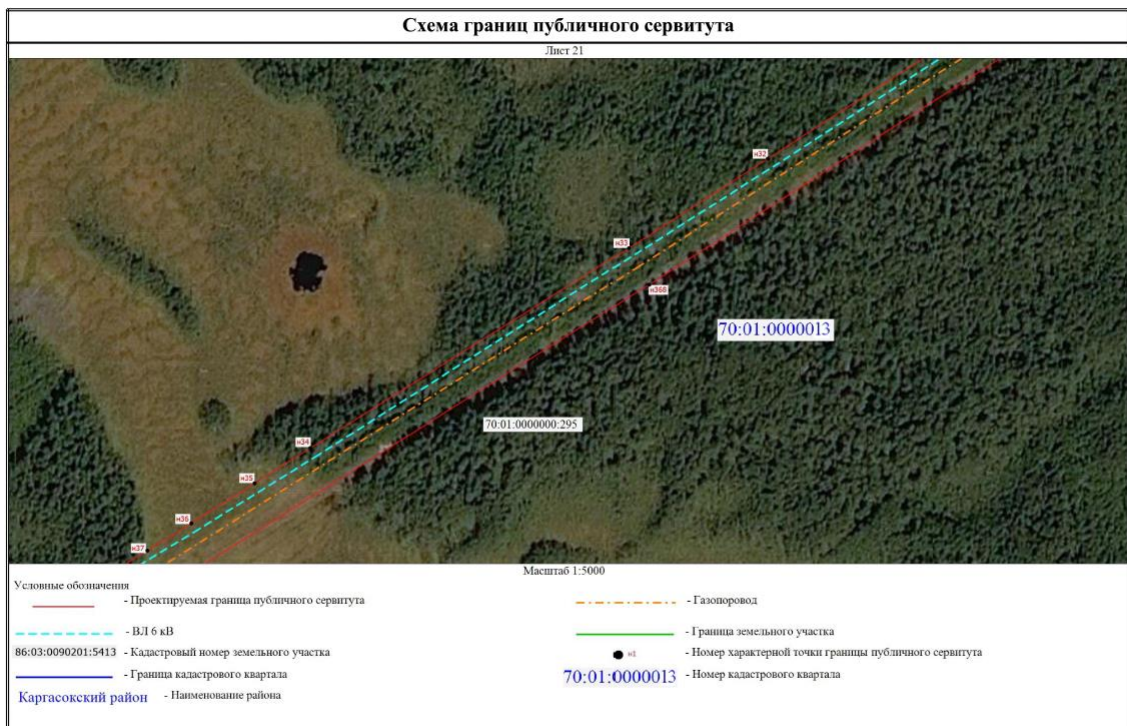 Схема границ публичного сервитута
Лист 21
н32
н33
н368
70:01:0000013
70:01:0000000:295
н34
н35
н36
н37
Масштаб 1:5000
Условные обозначения
- Проектируемая граница публичного сервитута
- Газопоровод
- ВЛ 6 кВ
- Граница земельного участка
86:03:0090201:5413 - Кадастровый номер земельного участка
н1 - Номер характерной точки границы публичного сервитута
- Граница кадастрового квартала
70:01:0000013 - Номер кадастрового квартала
Каргасокский район - Наименование района